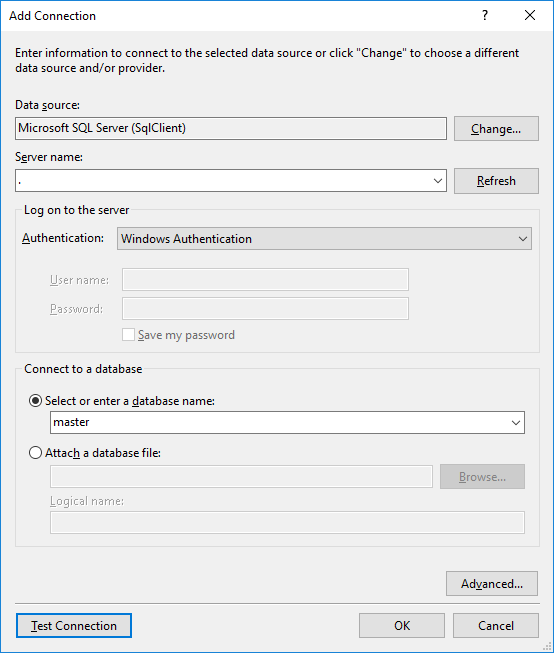 Add Connection
?
Enter information to connect to the selected data source or click "Change" to choose a different
data source and/or provider.
Data source:
Microsoft SQL Server (SqlClient)
Change...
Server name:
.
Refresh
Log on to the server
Authentication:
Windows Authentication
User name:
Password:
Save my password
Connect to a database
Select or enter a database name:
master
Attach a database file:
Browse...
Logical name:
Advanced...
Test Connection
OK
Cancel